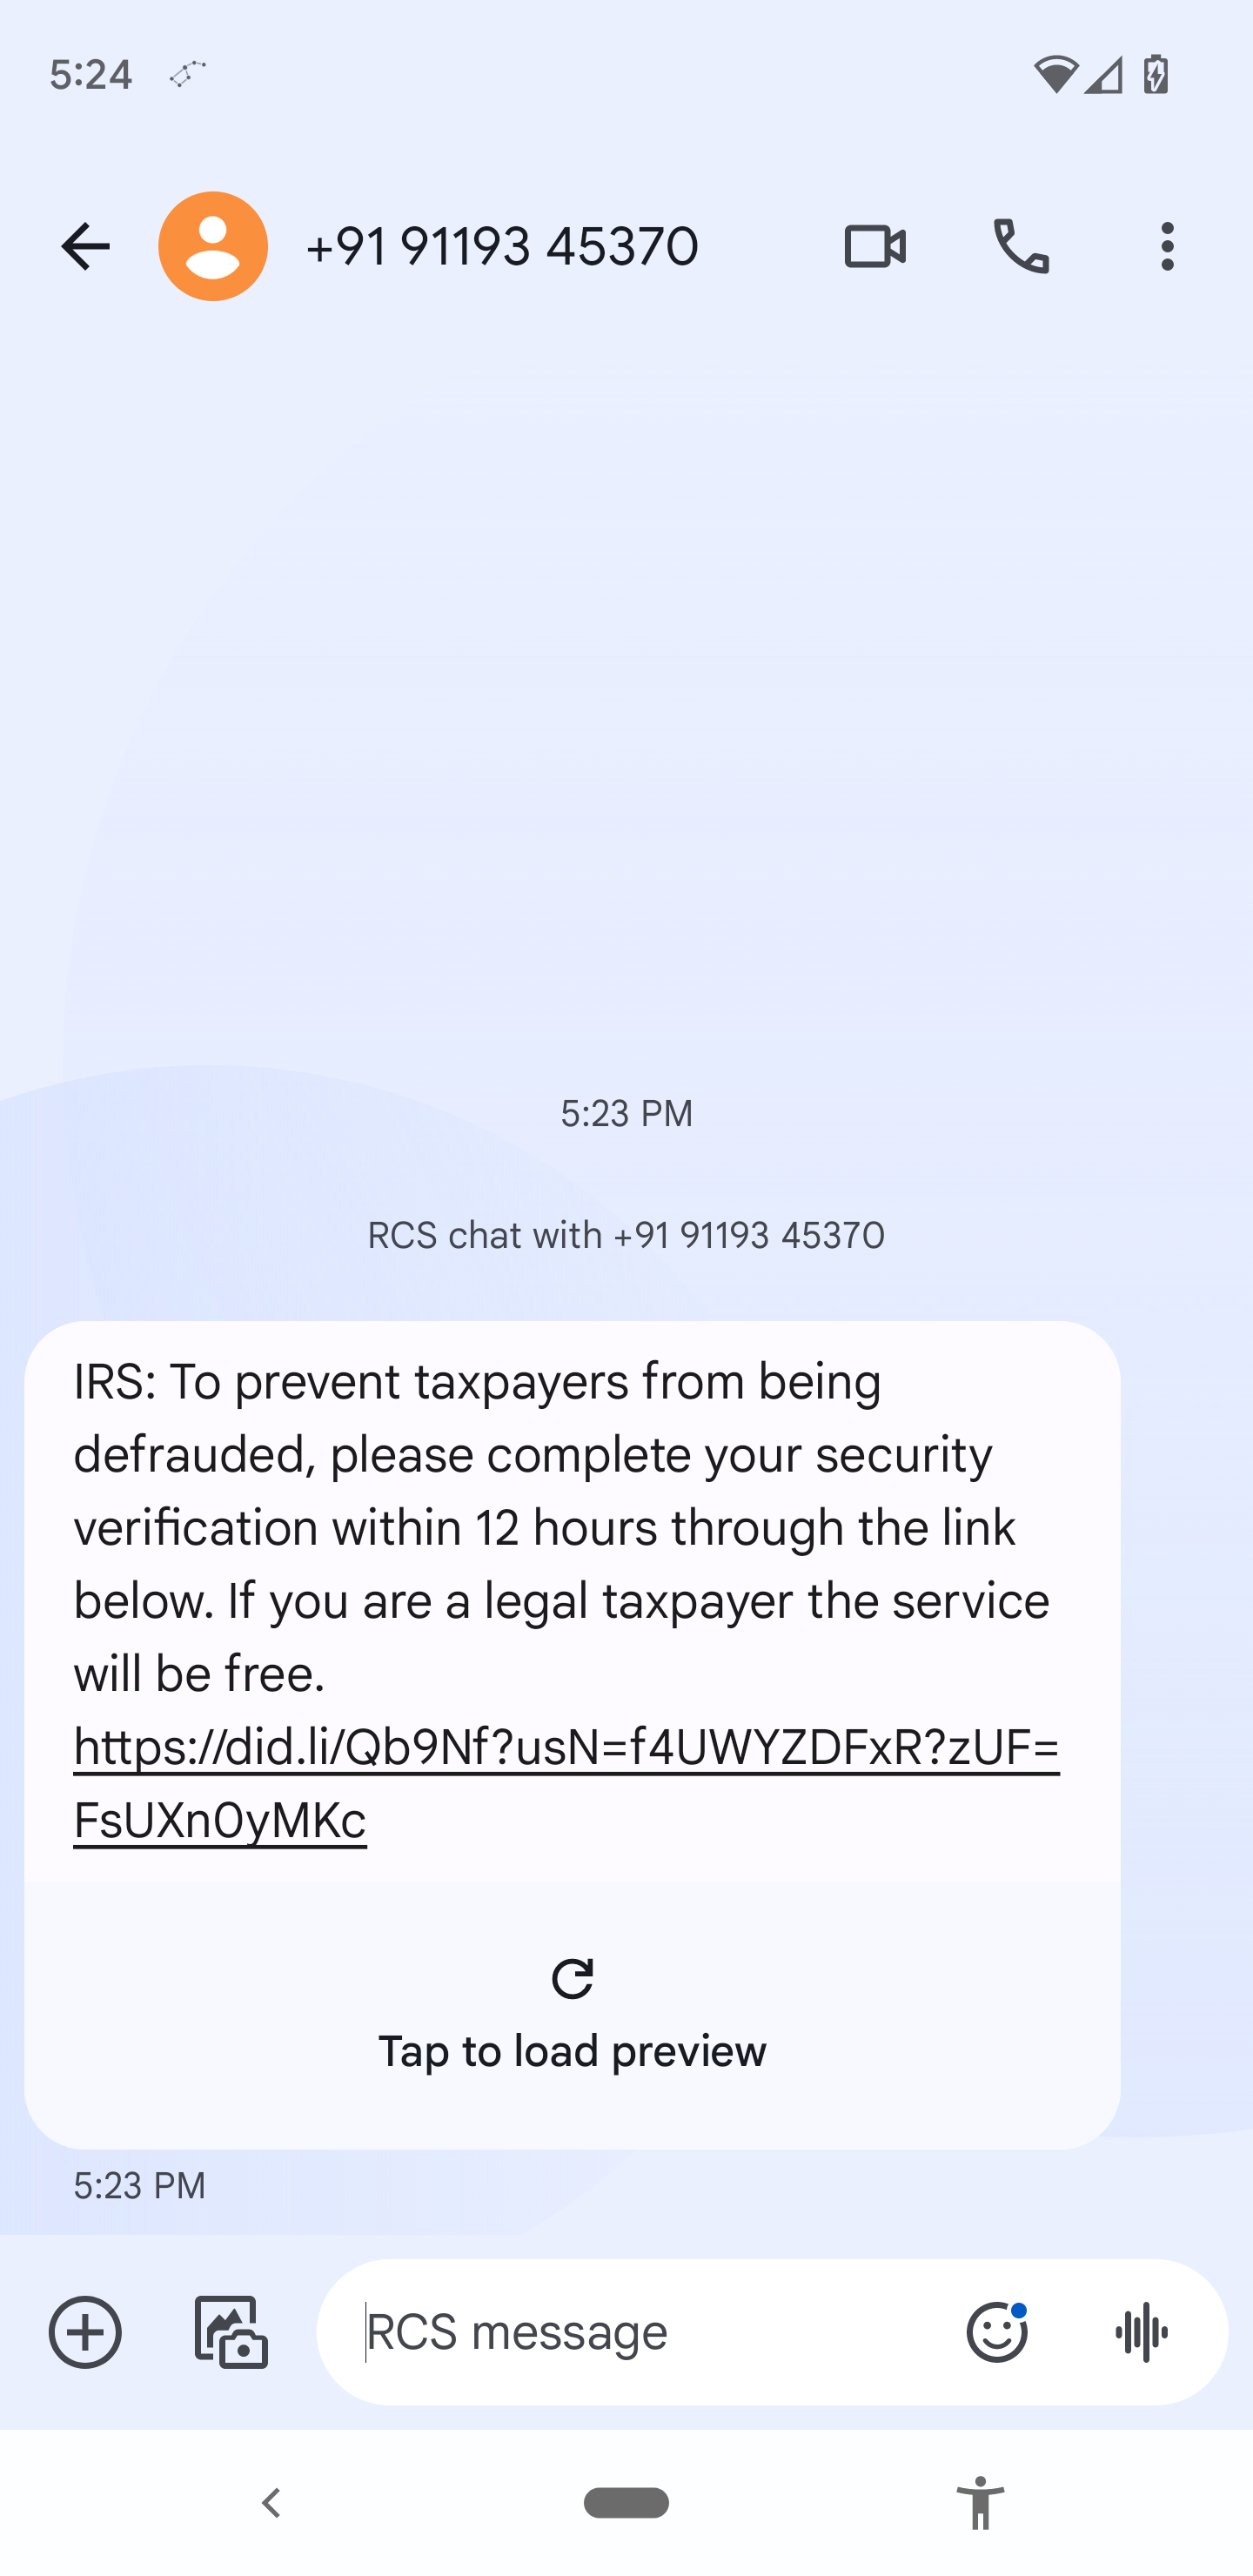 5:24
+91 91193 45370
5:23 PM
RCS chat with +91 91193 45370
IRS: To prevent taxpayers from being
defrauded, please complete your security
verification within 12 hours through the link
below. If you are a legal taxpayer the service
will be free.
https://did.li/Qb9Nf?usN=f4UWYZDFxR?zUF=
FsUXn0yMKc
Tap to load preview
5:23 PM
RCS message